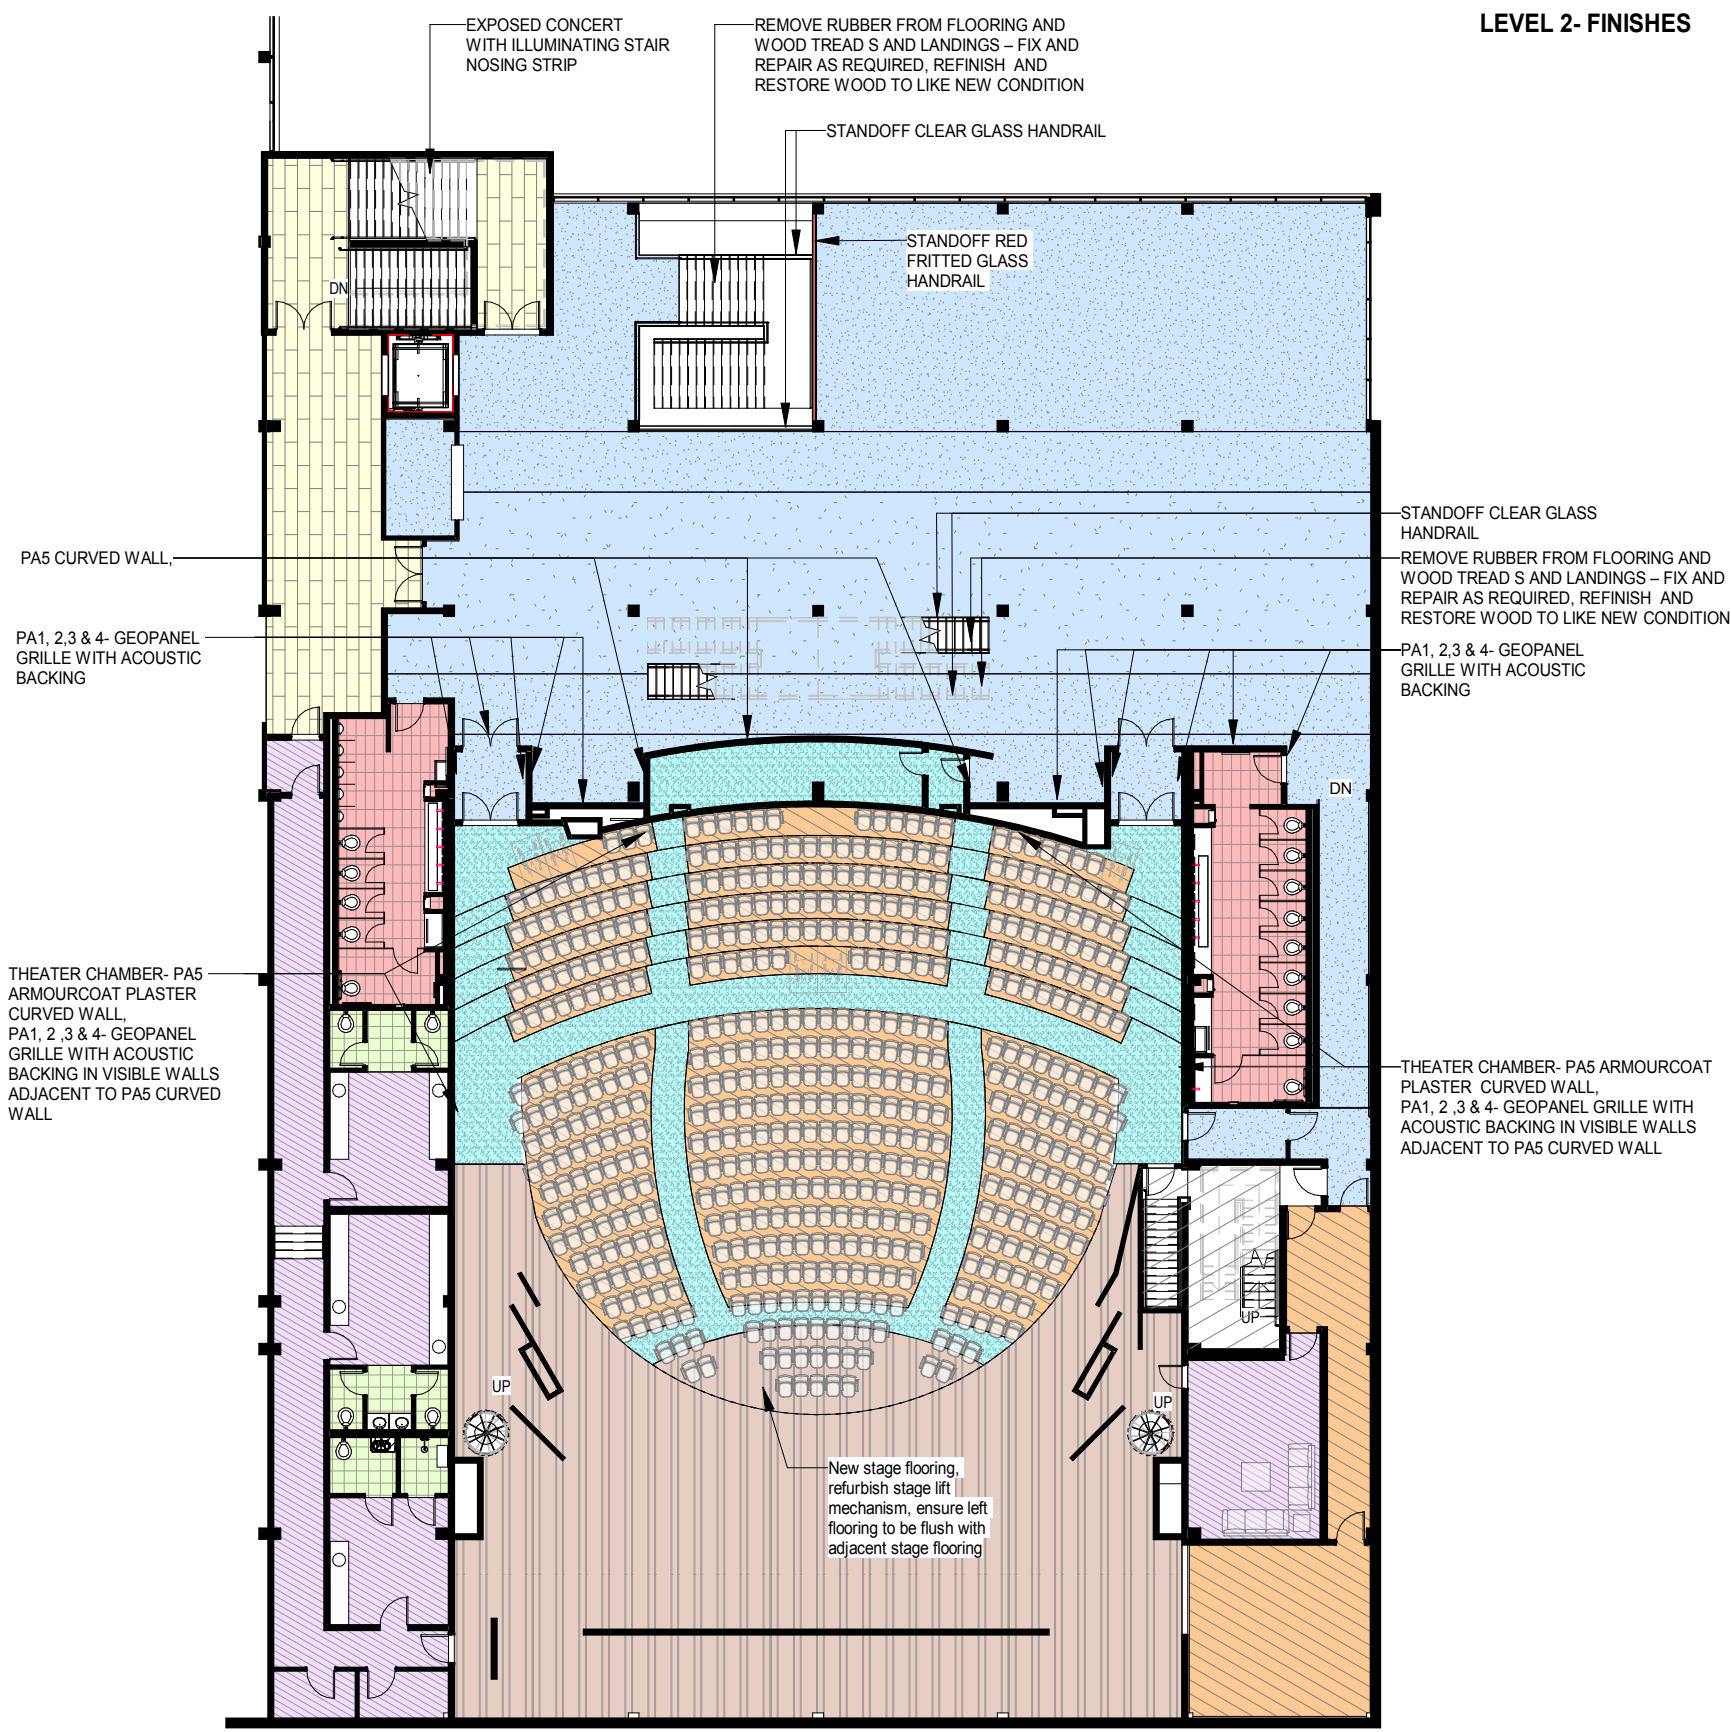 LEVEL 2- FINISHES
EXPOSED CONCERT
WITH ILLUMINATING STAIR
NOSING STRIP
REMOVE RUBBER FROM FLOORING AND
WOOD TREAD S AND LANDINGS – FIX AND
REPAIR AS REQUIRED, REFINISH AND
RESTORE WOOD TO LIKE NEW CONDITION
STANDOFF CLEAR GLASS HANDRAIL
STANDOFF RED
FRITTED GLASS
HANDRAIL
DN
STANDOFF CLEAR GLASS
HANDRAIL
REMOVE RUBBER FROM FLOORING AND
WOOD TREAD S AND LANDINGS – FIX AND
REPAIR AS REQUIRED, REFINISH AND
RESTORE WOOD TO LIKE NEW CONDITION
PA5 CURVED WALL,
PA1, 2,3 & 4- GEOPANEL
GRILLE WITH ACOUSTIC
BACKING
PA1, 2,3 & 4- GEOPANEL
GRILLE WITH ACOUSTIC
BACKING
DN
THEATER CHAMBER- PA5
ARMOURCOAT PLASTER
CURVED WALL,
PA1, 2 ,3 & 4- GEOPANEL
GRILLE WITH ACOUSTIC
BACKING IN VISIBLE WALLS
ADJACENT TO PA5 CURVED
WALL
THEATER CHAMBER- PA5 ARMOURCOAT
PLASTER CURVED WALL,
PA1, 2 ,3 & 4- GEOPANEL GRILLE WITH
ACOUSTIC BACKING IN VISIBLE WALLS
ADJACENT TO PA5 CURVED WALL
UP
UP
UP
New stage flooring,
refurbish stage lift
mechanism, ensure left
flooring to be flush with
adjacent stage flooring